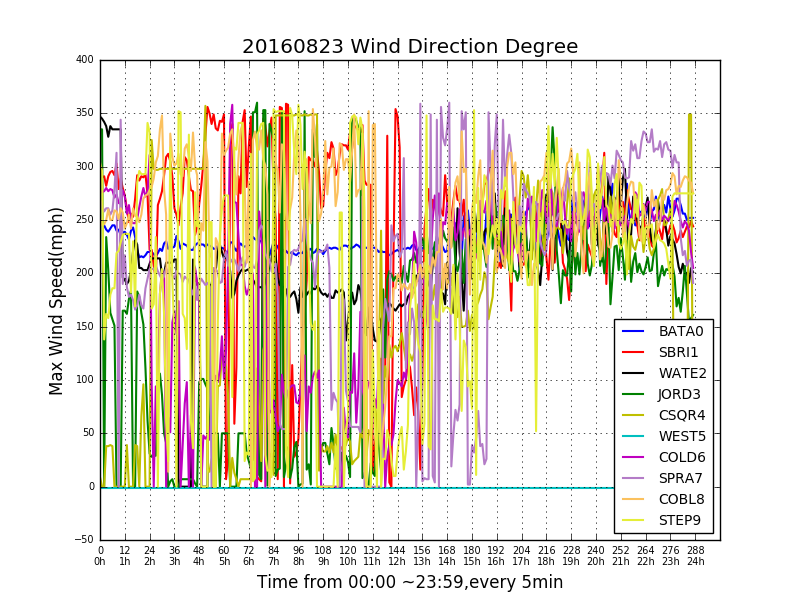 20160823 Wind Direction Degree
Max Wind Speed(mph)
400
350
300
250
200
150
100
50
0
−50
BATA0
SBRI1
WATE2
JORD3
CSQR4
WEST5
COLD6
SPRA7
COBL8
STEP9
0 12 24 36 48 60 72 84 96 108 120 132 144 156 168 180 192 204 216 228 240 252 264 276 288
0h 1h 2h 3h 4h 5h 6h 7h 8h 9h 10h 11h 12h 13h 14h 15h 16h 17h 18h 19h 20h 21h 22h 23h 24h
Time from 00:00 ~23:59,every 5min